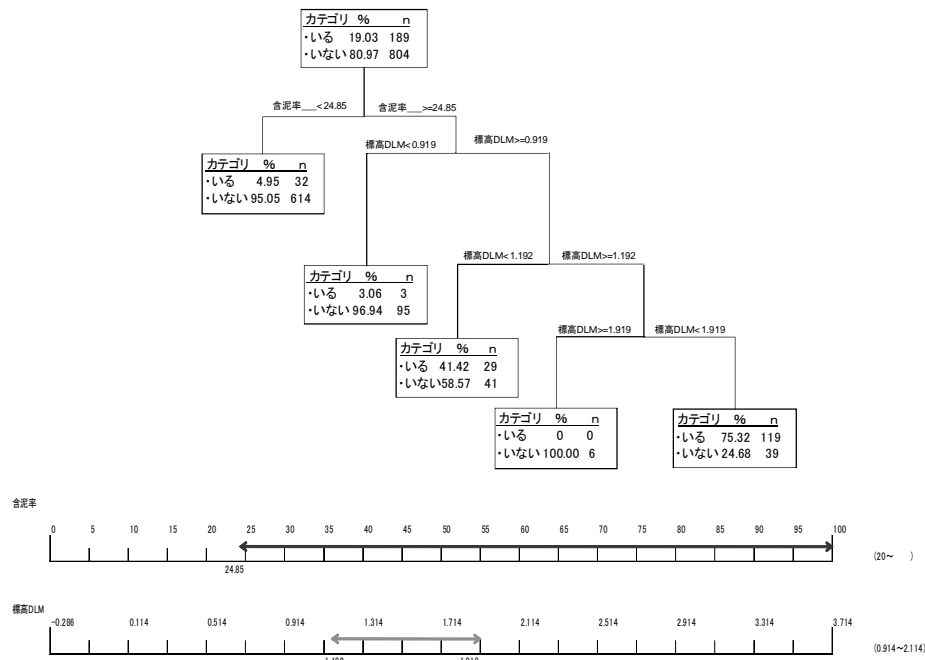 カテゴリ % n
・いる 19.03 189
・いない 80.97 804
含泥率___<24.85 含泥率___>=24.85
標高DLM<0.919 標高DLM>=0.919
カテゴリ % n
・いる 4.95 32
・いない 95.05 614
標高DLM<1.192 標高DLM>=1.192
カテゴリ % n
・いる 3.06 3
・いない 96.94 95
標高DLM>=1.919 標高DLM<1.919
カテゴリ % n
・いる 41.42 29
・いない 58.57 41
カテゴリ % n
・いる 0 0
・いない 100.00 6
カテゴリ % n
・いる 75.32 119
・いない 24.68 39
含泥率
0 5 10 15 20 25 30 35 40 45 50 55 60 65 70 75 80 85 90 95 100
(20～ )
24.85
標高DLM
-0.286 0.114 0.514 0.914 1.314 1.714 2.114 2.514 2.914 3.314 3.714
(0.914～2.114)